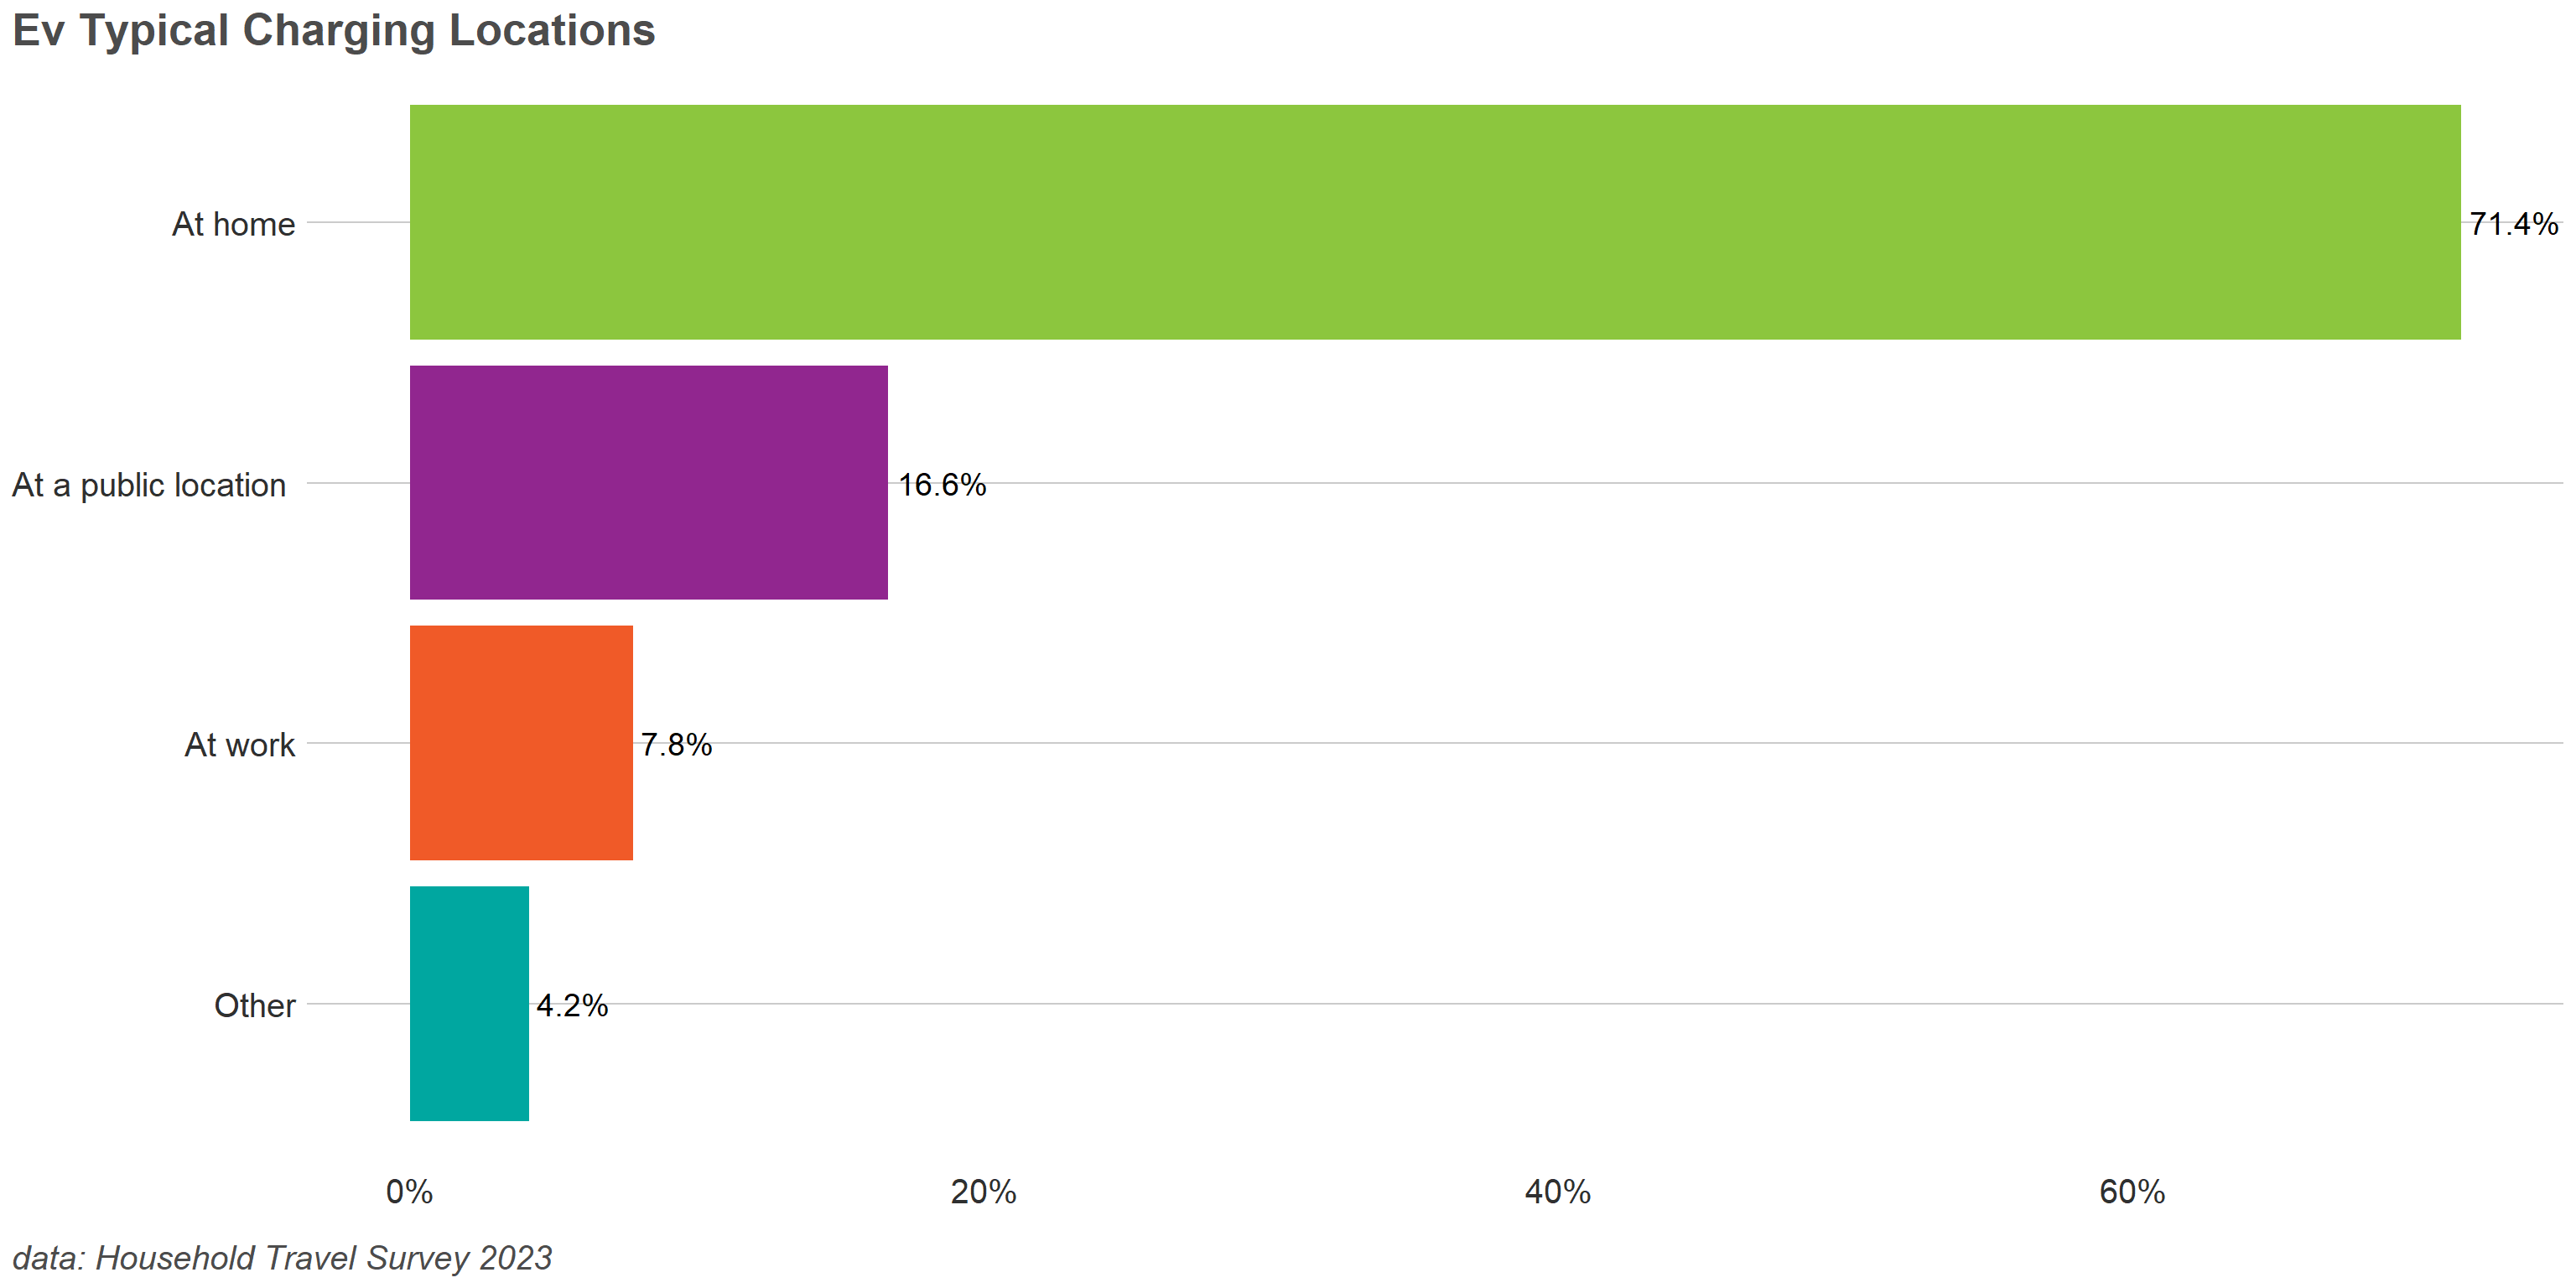 Ev Typical Charging Locations
At home
71.4%
At a public location
16.6%
At work
7.8%
Other
4.2%
0% 20% 40% 60%
data: Household Travel Survey 2023